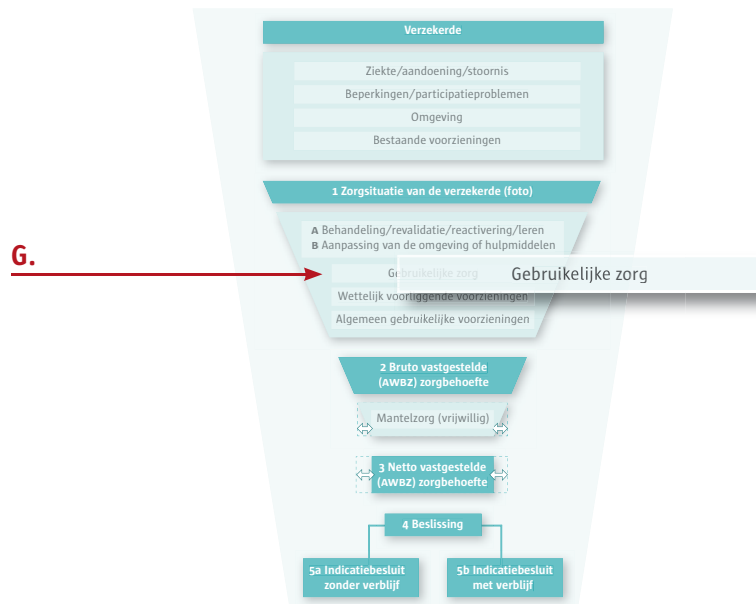 Verzekerde
Ziekte/aandoening/stoornis
Beperkingen/participatieproblemen
Omgeving
Bestaande voorzieningen
1 Zorgsituatie van de verzekerde (foto)
A Behandeling/revalidatie/reactivering/leren
B Aanpassing van de omgeving of hulpmiddelen
G.
Gebruikelijke zorg
Gebruikelijke zorg
Wettelijk voorliggende voorzieningen
Algemeen gebruikelijke voorzieningen
2 Bruto vastgestelde
(AWBZ) zorgbehoefte
Mantelzorg (vrijwillig)
3 Netto vastgestelde
(AWBZ) zorgbehoefte
4 Beslissing
5a Indicatiebesluit
zonder verblijf
5b Indicatiebesluit
met verblijf